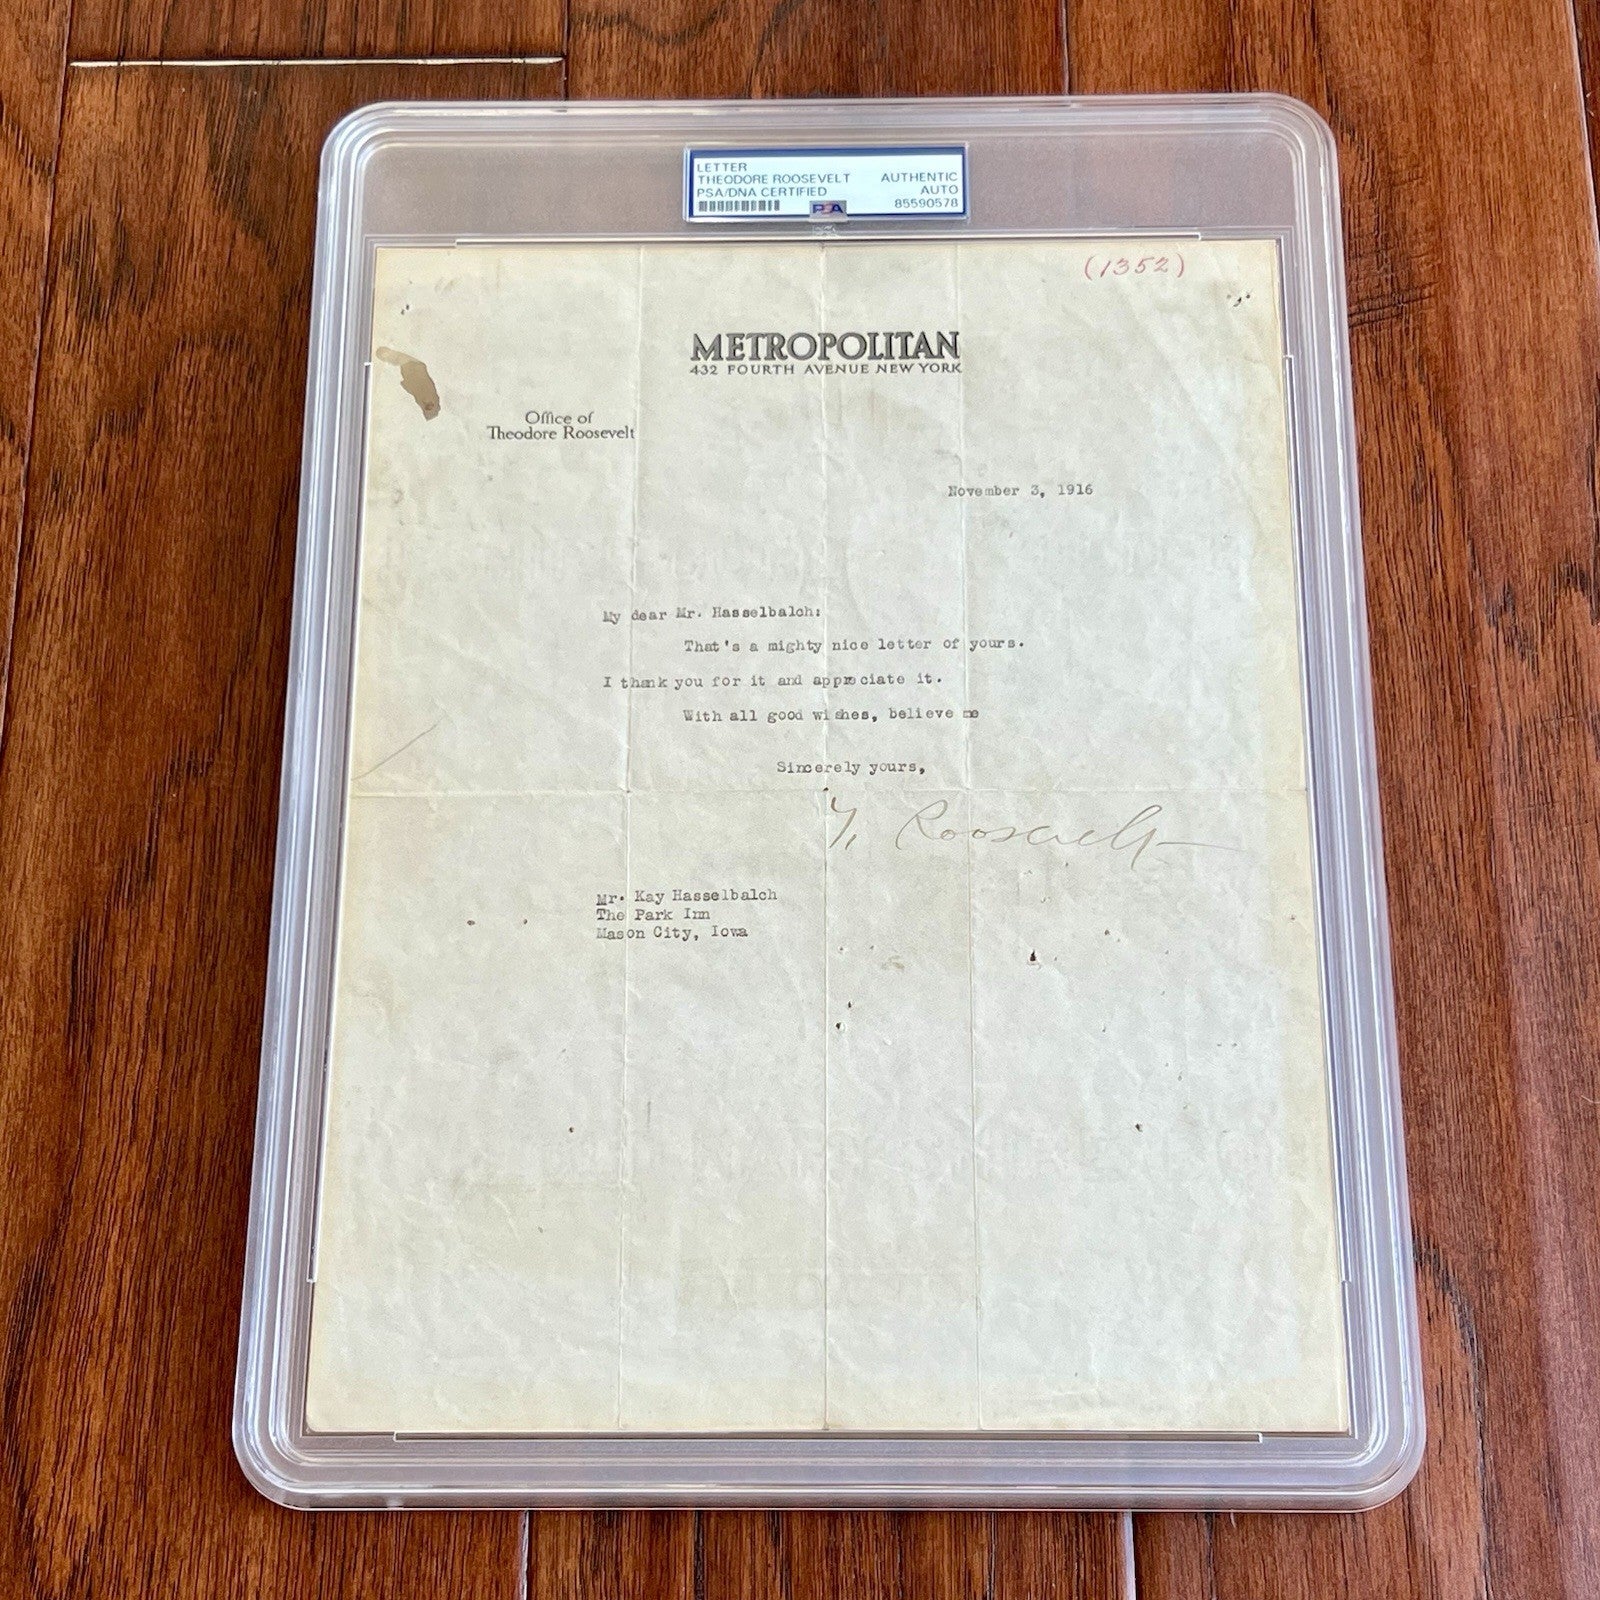 LETTER
THEODORE ROOSEVELT AUTHENTIC
PSA/DNA CERTIFIED AUTO
PSA 85590578
(1352)
METROPOLITAN
432 FOURTH AVENUE NEW YORK
Office of
Theodore Roosevelt
November 3, 1916
My dear Mr. Hasselbalch:
That's a mighty nice letter of yours.
I thank you for it and appreciate it.
With all good wishes, believe me
Sincerely yours,
T. Roosevelt
Mr. Kay Hasselbalch
The Park Inn
Mason City, Iowa